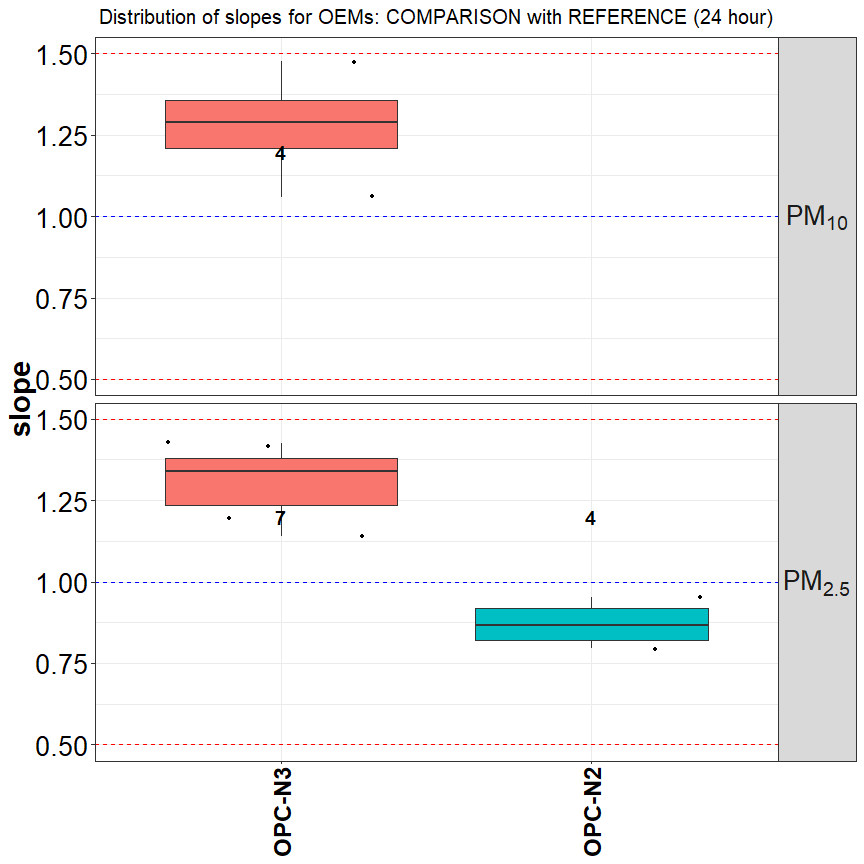 Distribution of slopes for OEMs: COMPARISON with REFERENCE (24 hour)
1.50
1.25
1.00
0.75
0.50
4
PM10
slope
1.50
1.25
1.00
0.75
0.50
7
4
PM2.5
OPC-N3
OPC-N2